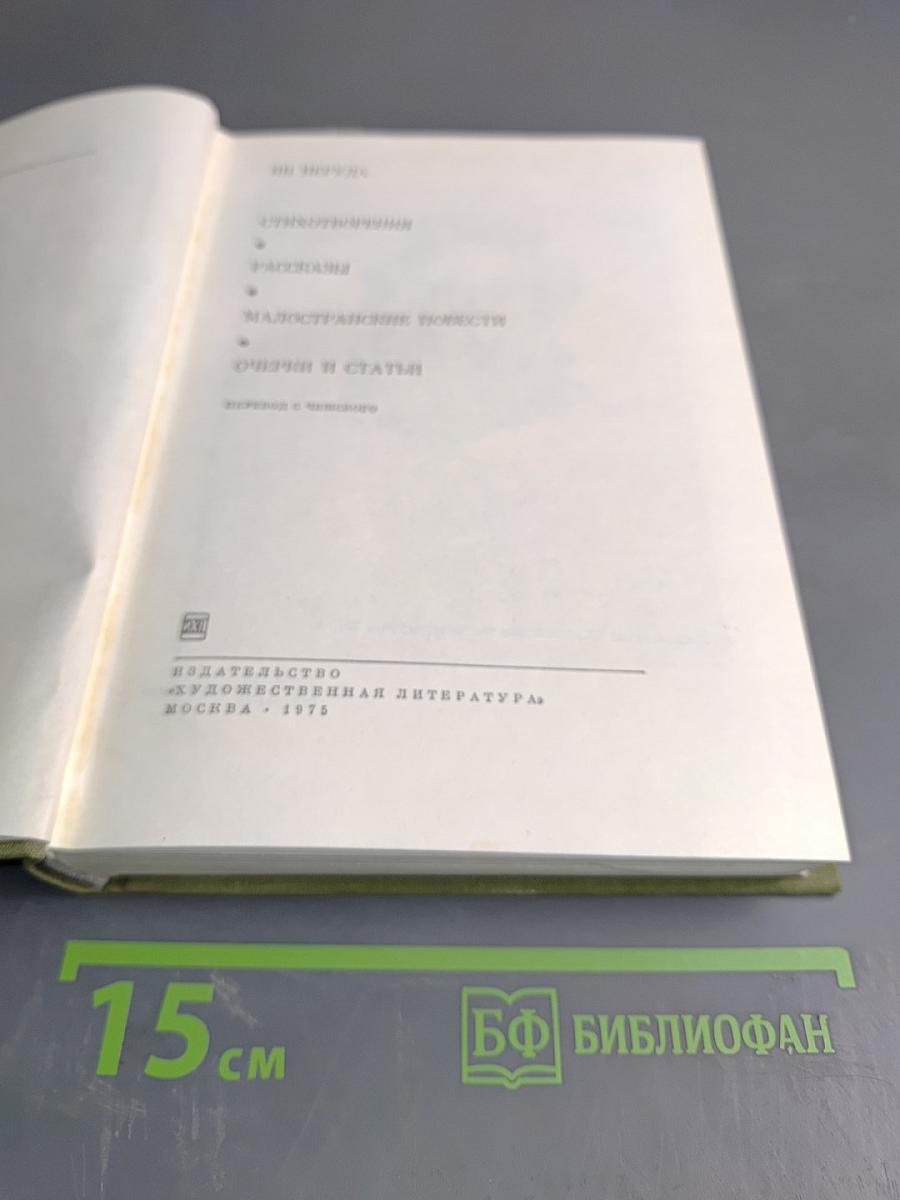 ЯН НЕРУДА
СТИХОТВОРЕНИЯ
РАССКАЗЫ
МАЛОСТРАНСКИЕ ПОВЕСТИ
ОЧЕРКИ И СТАТЬИ
ПЕРЕВОД С ЧЕШСКОГО
ИЗДАТЕЛЬСТВО
«ХУДОЖЕСТВЕННАЯ ЛИТЕРАТУРА»
МОСКВА • 1975
15 см
БФ БИБЛИОФАН